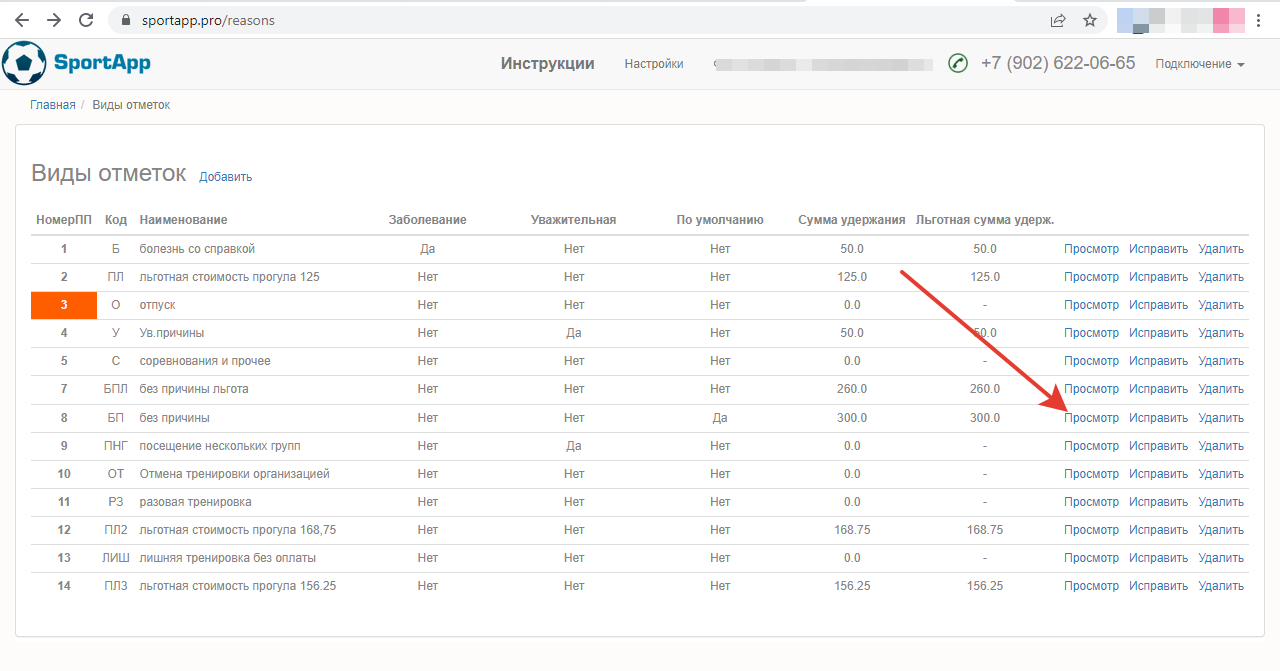 sportapp.pro/reasons
SportApp Инструкции Настройки +7 (902) 622-06-65 Подключение
Главная / Виды отметок
Виды отметок Добавить
НомерПП Код Наименование Заболевание Уважительная По умолчанию Сумма удержания Льготная сумма удерж.
1 Б болезнь со справкой Да Нет Нет 50.0 50.0 Просмотр Исправить Удалить
2 ПЛ льготная стоимость прогула 125 Нет Нет Нет 125.0 125.0 Просмотр Исправить Удалить
3 О отпуск Нет Нет Нет 0.0 - Просмотр Исправить Удалить
4 У Ув.причины Нет Да Нет 50.0 50.0 Просмотр Исправить Удалить
5 С соревнования и прочее Нет Нет Нет 0.0 - Просмотр Исправить Удалить
7 БПЛ без причины льгота Нет Нет Нет 260.0 260.0 Просмотр Исправить Удалить
8 БП без причины Нет Нет Да 300.0 300.0 Просмотр Исправить Удалить
9 ПНГ посещение нескольких групп Нет Да Нет 0.0 - Просмотр Исправить Удалить
10 ОТ Отмена тренировки организацией Нет Нет Нет 0.0 - Просмотр Исправить Удалить
11 РЗ разовая тренировка Нет Нет Нет 0.0 - Просмотр Исправить Удалить
12 ПЛ2 льготная стоимость прогула 168,75 Нет Нет Нет 168.75 168.75 Просмотр Исправить Удалить
13 ЛИШ лишняя тренировка без оплаты Нет Нет Нет 0.0 - Просмотр Исправить Удалить
14 ПЛ3 льготная стоимость прогула 156.25 Нет Нет Нет 156.25 156.25 Просмотр Исправить Удалить